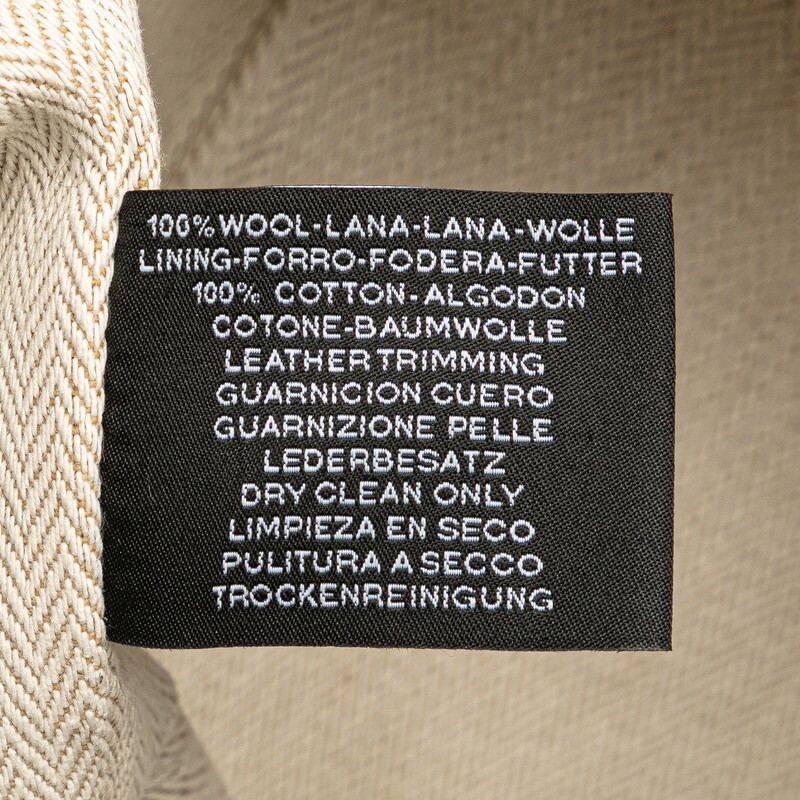 100% WOOL-LANA-LANA-WOLLE
LINING-FORRO-FODERA-FUTTER
100% COTTON-ALGODON
COTONE-BAUMWOLLE
LEATHER TRIMMING
GUARNICION CUERO
GUARNIZIONE PELLE
LEDERBESATZ
DRY CLEAN ONLY
LIMPIEZA EN SECO
PULITURA A SECCO
TROCKENREINIGUNG